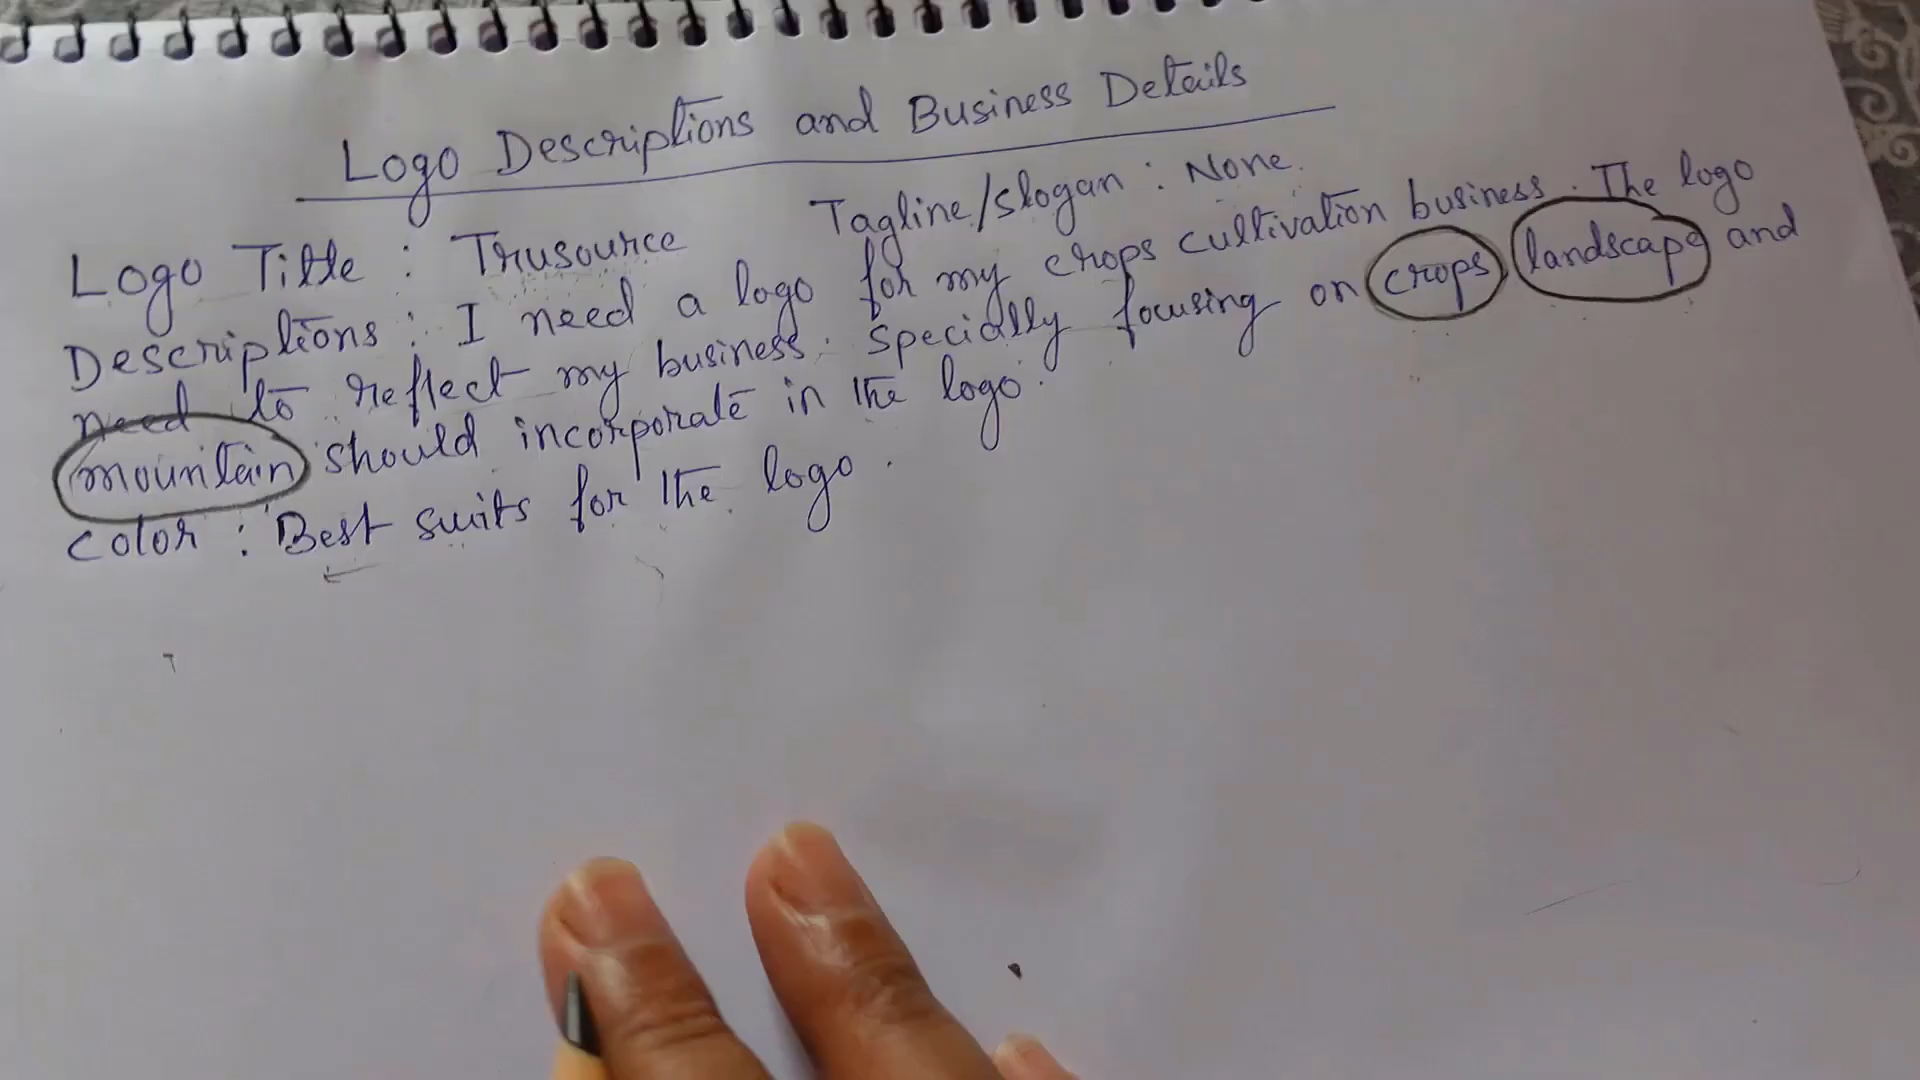 Logo Descriptions and Business Details
Logo Title : Trusource Tagline/slogan : None.
Descriptions : I need a logo for my crops cultivation business. The logo
need to reflect my business. specially focusing on crops, landscape and
mountain should incorporate in the logo.
color : Best suits for the logo.